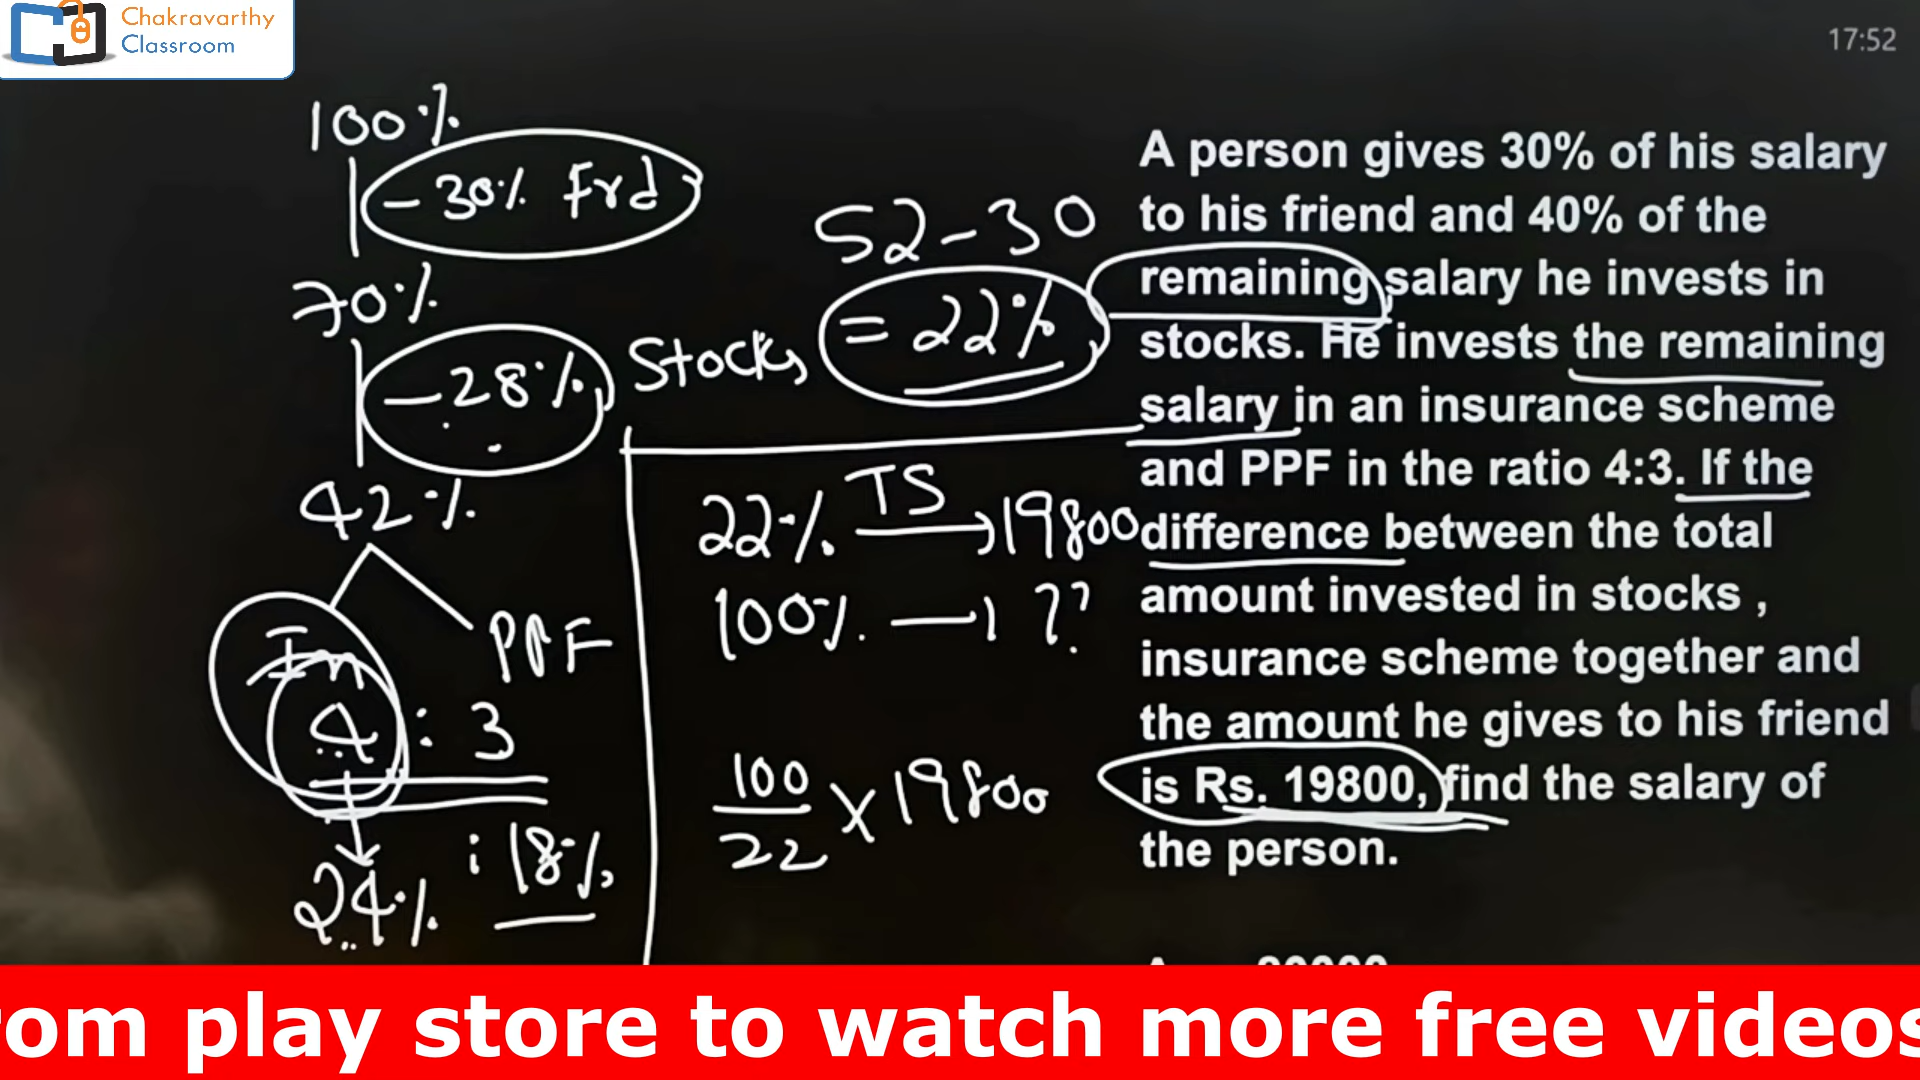 Chakravarthy
Classroom
17:52
100%
- 30% Frd
70%
- 28% Stocks
42%
In
PPF
4 : 3
24% : 18%
52-30
= 22%
22% TS → 19800
100% → ??
100
22
x 19800
A person gives 30% of his salary
to his friend and 40% of the
remaining salary he invests in
stocks. He invests the remaining
salary in an insurance scheme
and PPF in the ratio 4:3. If the
difference between the total
amount invested in stocks ,
insurance scheme together and
the amount he gives to his friend
is Rs. 19800, find the salary of
the person.
rom play store to watch more free videos